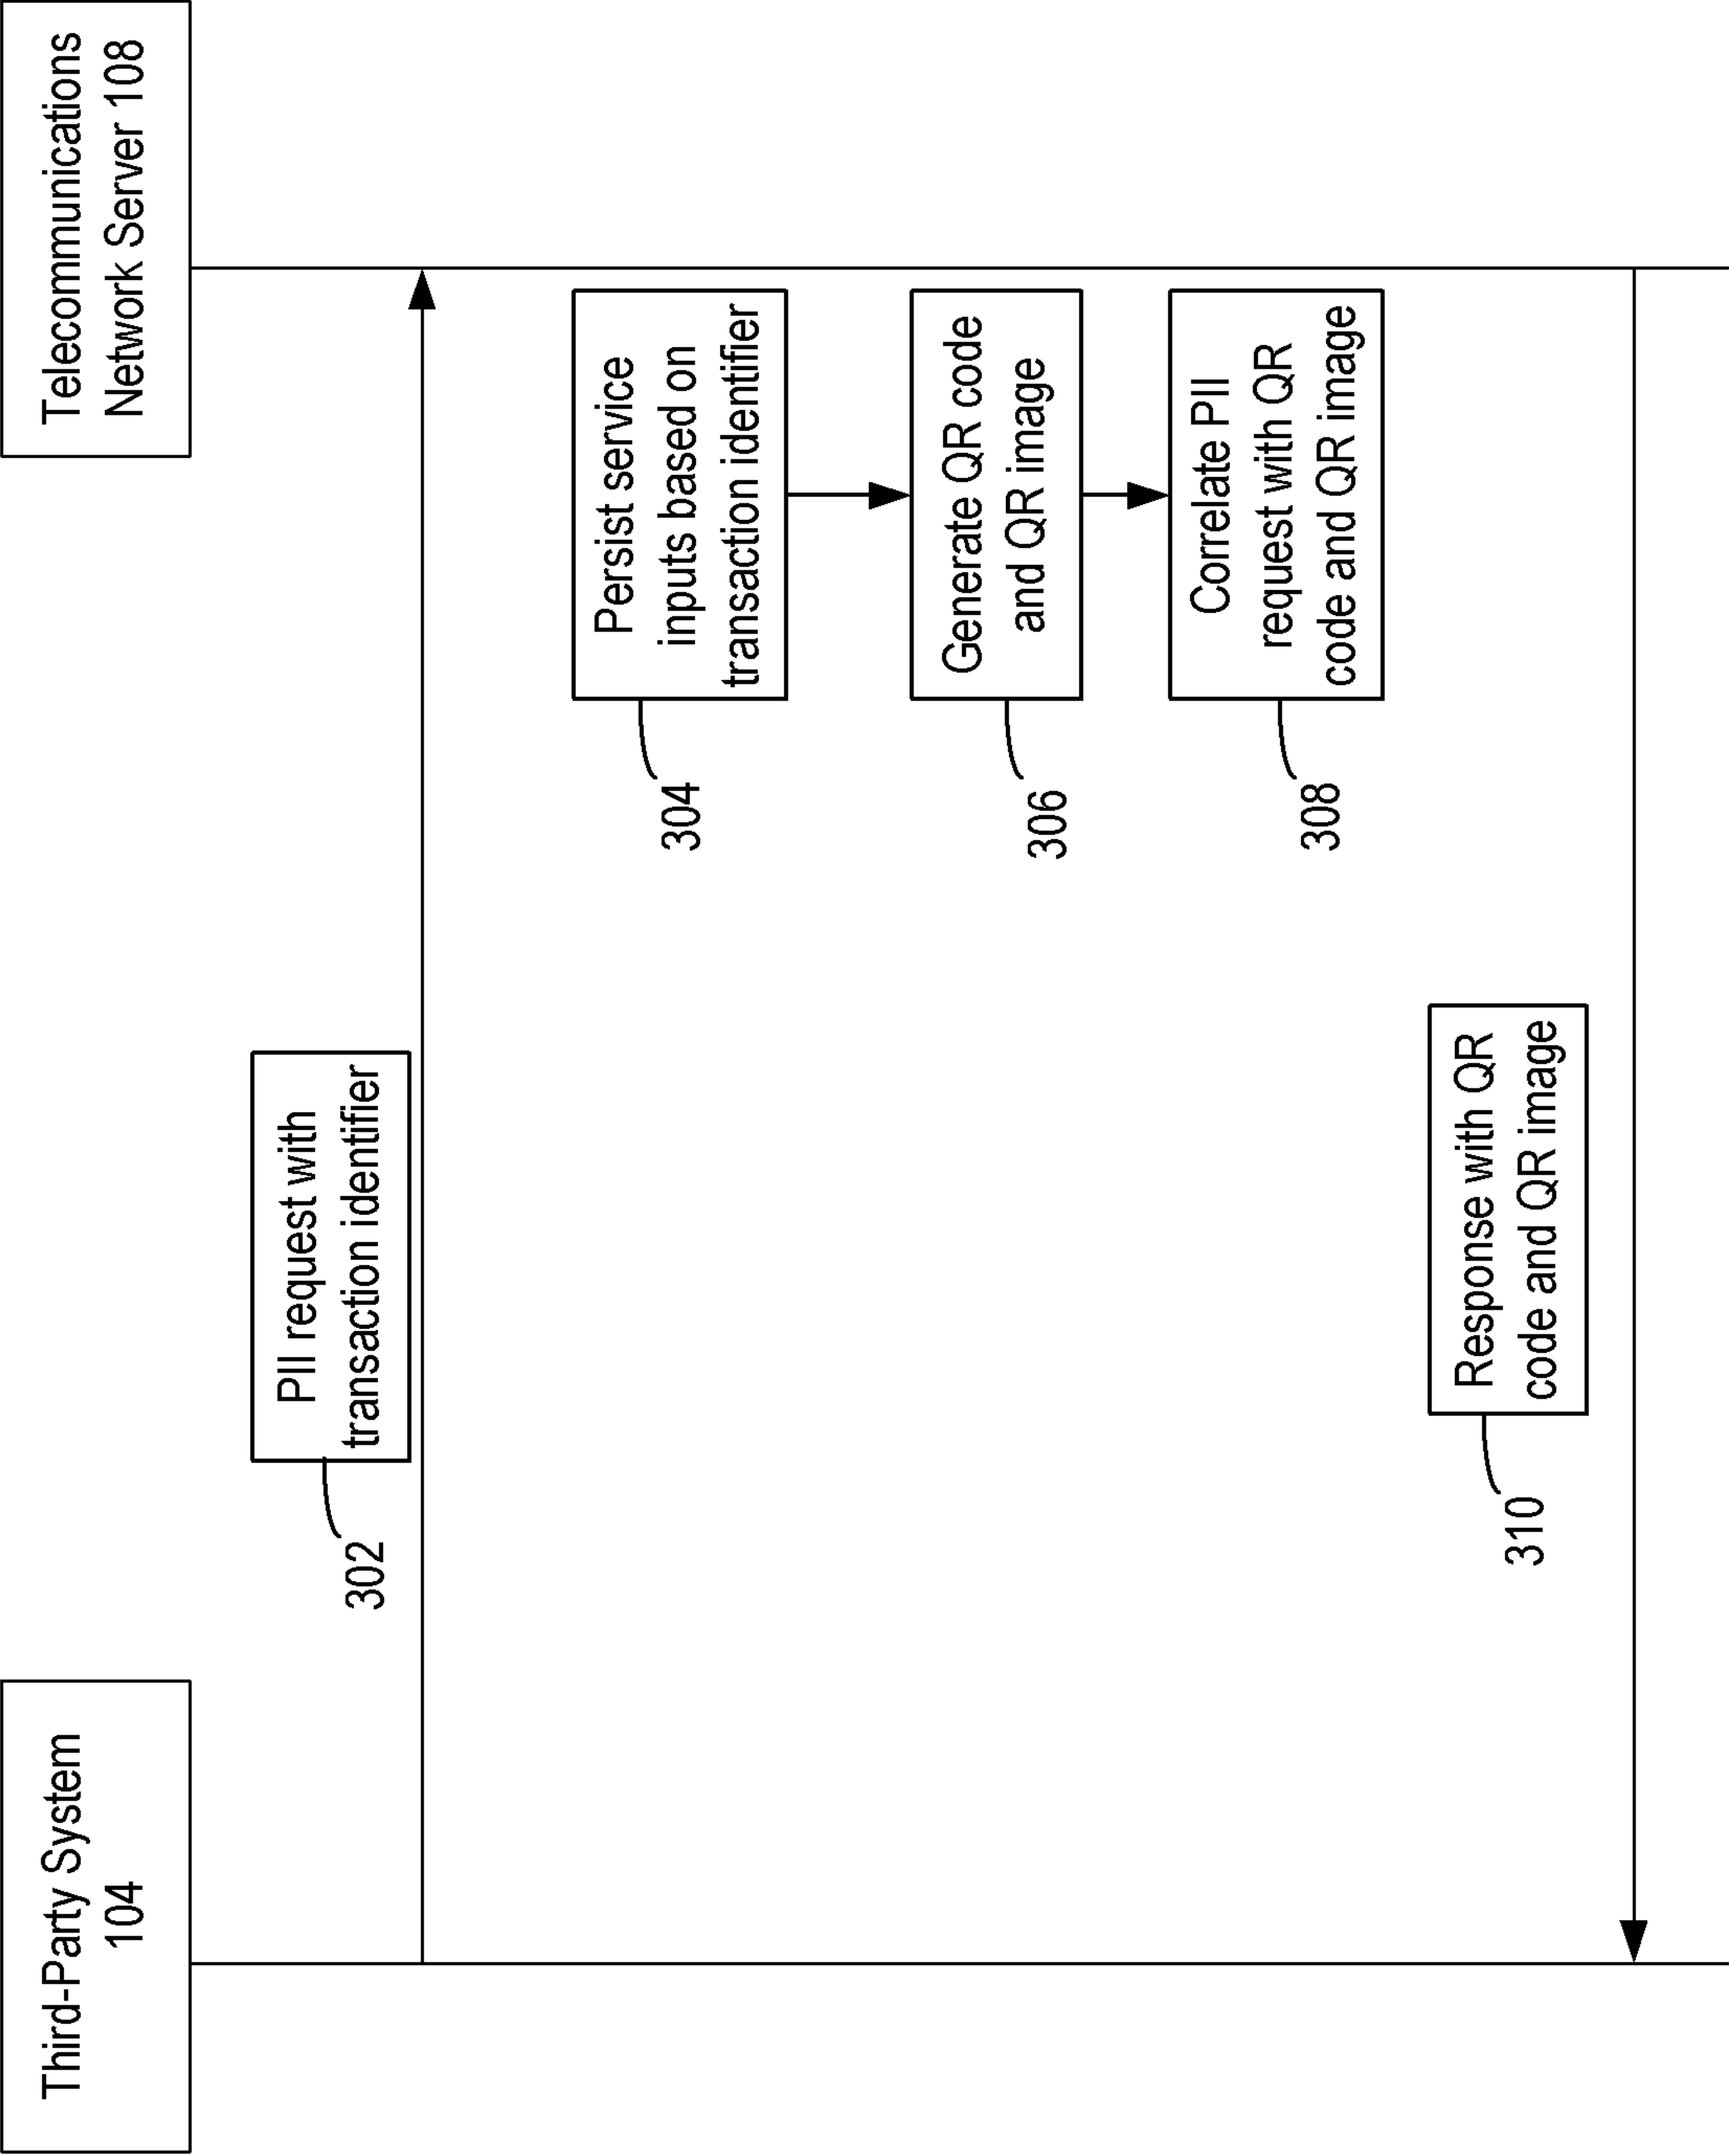 Third-Party System
104
Telecommunications
Network Server 108
PII request with
transaction identifier
302
Persist service
inputs based on
transaction identifier
304
Generate QR code
and QR image
306
Correlate PII
request with QR
code and QR image
308
Response with QR
code and QR image
310